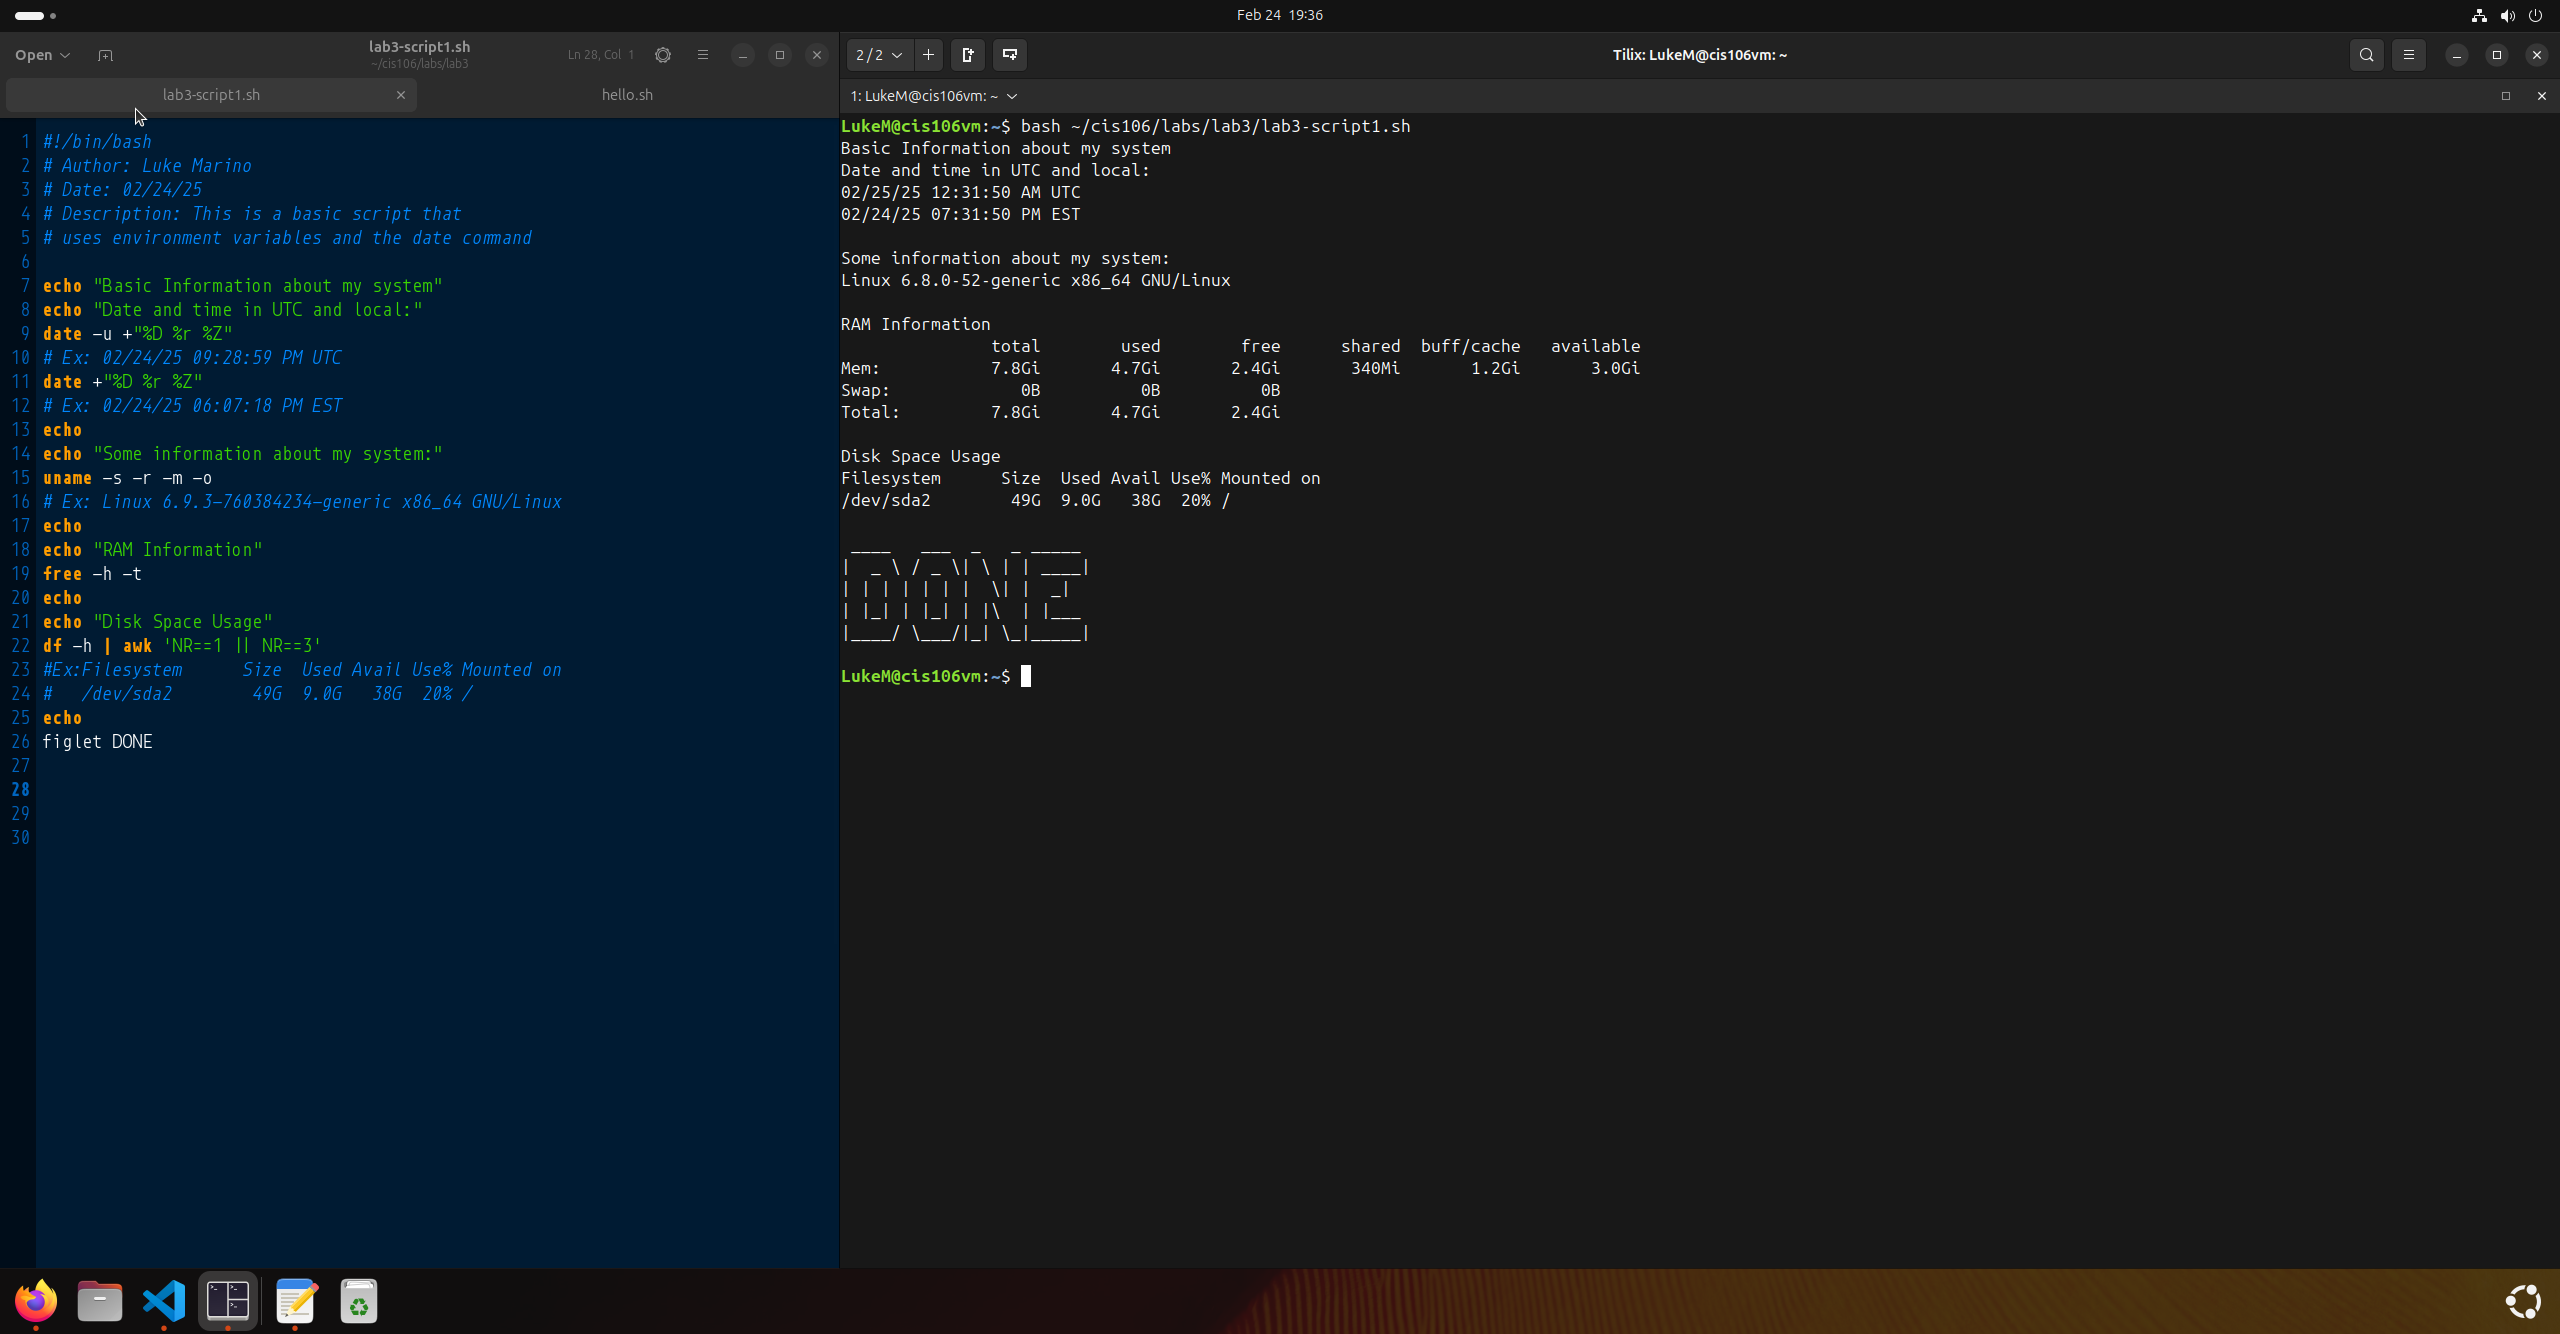 Feb 24 19:36
Open
lab3-script1.sh
~/cis106/labs/lab3
Ln 28, Col 1
lab3-script1.sh
hello.sh
1 #!/bin/bash
2 # Author: Luke Marino
3 # Date: 02/24/25
4 # Description: This is a basic script that
5 # uses environment variables and the date command
6
7 echo "Basic Information about my system"
8 echo "Date and time in UTC and local:"
9 date -u +"%D %r %Z"
10 # Ex: 02/24/25 09:28:59 PM UTC
11 date +"%D %r %Z"
12 # Ex: 02/24/25 06:07:18 PM EST
13 echo
14 echo "Some information about my system:"
15 uname -s -r -m -o
16 # Ex: Linux 6.9.3-760384234-generic x86_64 GNU/Linux
17 echo
18 echo "RAM Information"
19 free -h -t
20 echo
21 echo "Disk Space Usage"
22 df -h | awk 'NR==1 || NR==3'
23 #Ex:Filesystem      Size  Used Avail Use% Mounted on
24 #   /dev/sda2        49G  9.0G   38G  20% /
25 echo
26 figlet DONE
27
28
29
30
2 / 2
Tilix: LukeM@cis106vm: ~
1: LukeM@cis106vm: ~
LukeM@cis106vm:~$ bash ~/cis106/labs/lab3/lab3-script1.sh
Basic Information about my system
Date and time in UTC and local:
02/25/25 12:31:50 AM UTC
02/24/25 07:31:50 PM EST
Some information about my system:
Linux 6.8.0-52-generic x86_64 GNU/Linux
RAM Information
               total        used        free      shared  buff/cache   available
Mem:           7.8Gi       4.7Gi       2.4Gi       340Mi       1.2Gi       3.0Gi
Swap:             0B          0B          0B
Total:         7.8Gi       4.7Gi       2.4Gi
Disk Space Usage
Filesystem      Size  Used Avail Use% Mounted on
/dev/sda2        49G  9.0G   38G  20% /
DONE
LukeM@cis106vm:~$